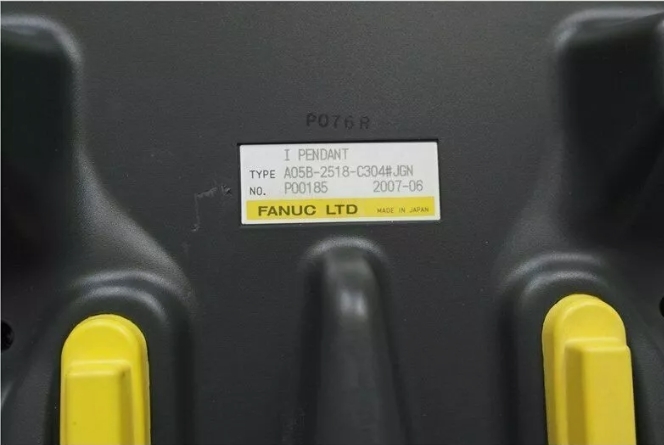 P076R
I PENDANT
TYPE A05B-2518-C304#JGN
NO. P00185 2007-06
FANUC LTD MADE IN JAPAN